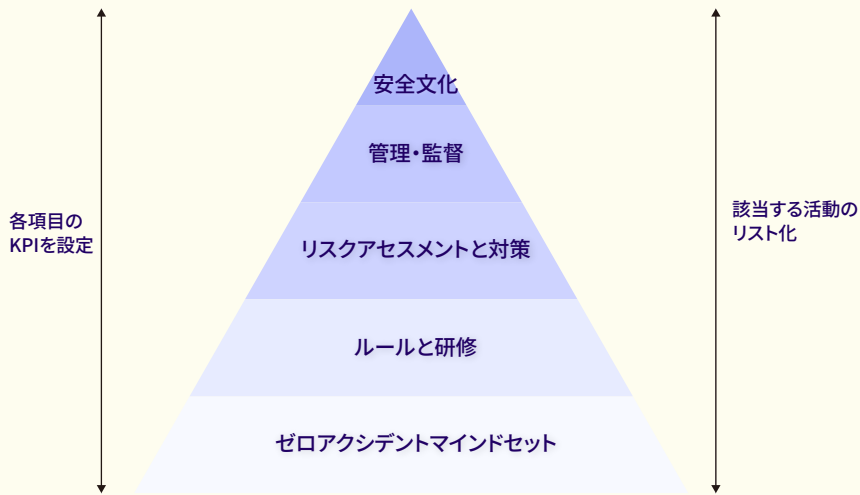 安全文化
管理・監督
各項目の
KPIを設定
該当する活動の
リスト化
リスクアセスメントと対策
ルールと研修
ゼロアクシデントマインドセット